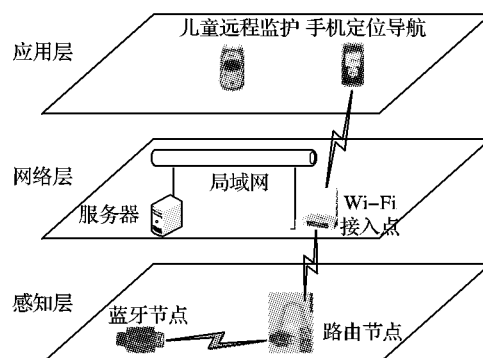 儿童远程监护 手机定位导航
应用层
网络层
局域网
服务器
Wi-Fi
接入点
感知层
蓝牙节点
路由节点